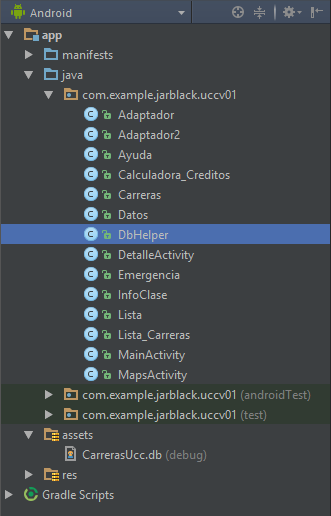 Android
app
manifests
java
com.example.jarblack.uccv01
Adaptador
Adaptador2
Ayuda
Calculadora_Creditos
Carreras
Datos
DbHelper
DetalleActivity
Emergencia
InfoClase
Lista
Lista_Carreras
MainActivity
MapsActivity
com.example.jarblack.uccv01 (androidTest)
com.example.jarblack.uccv01 (test)
assets
CarrerasUcc.db (debug)
res
Gradle Scripts